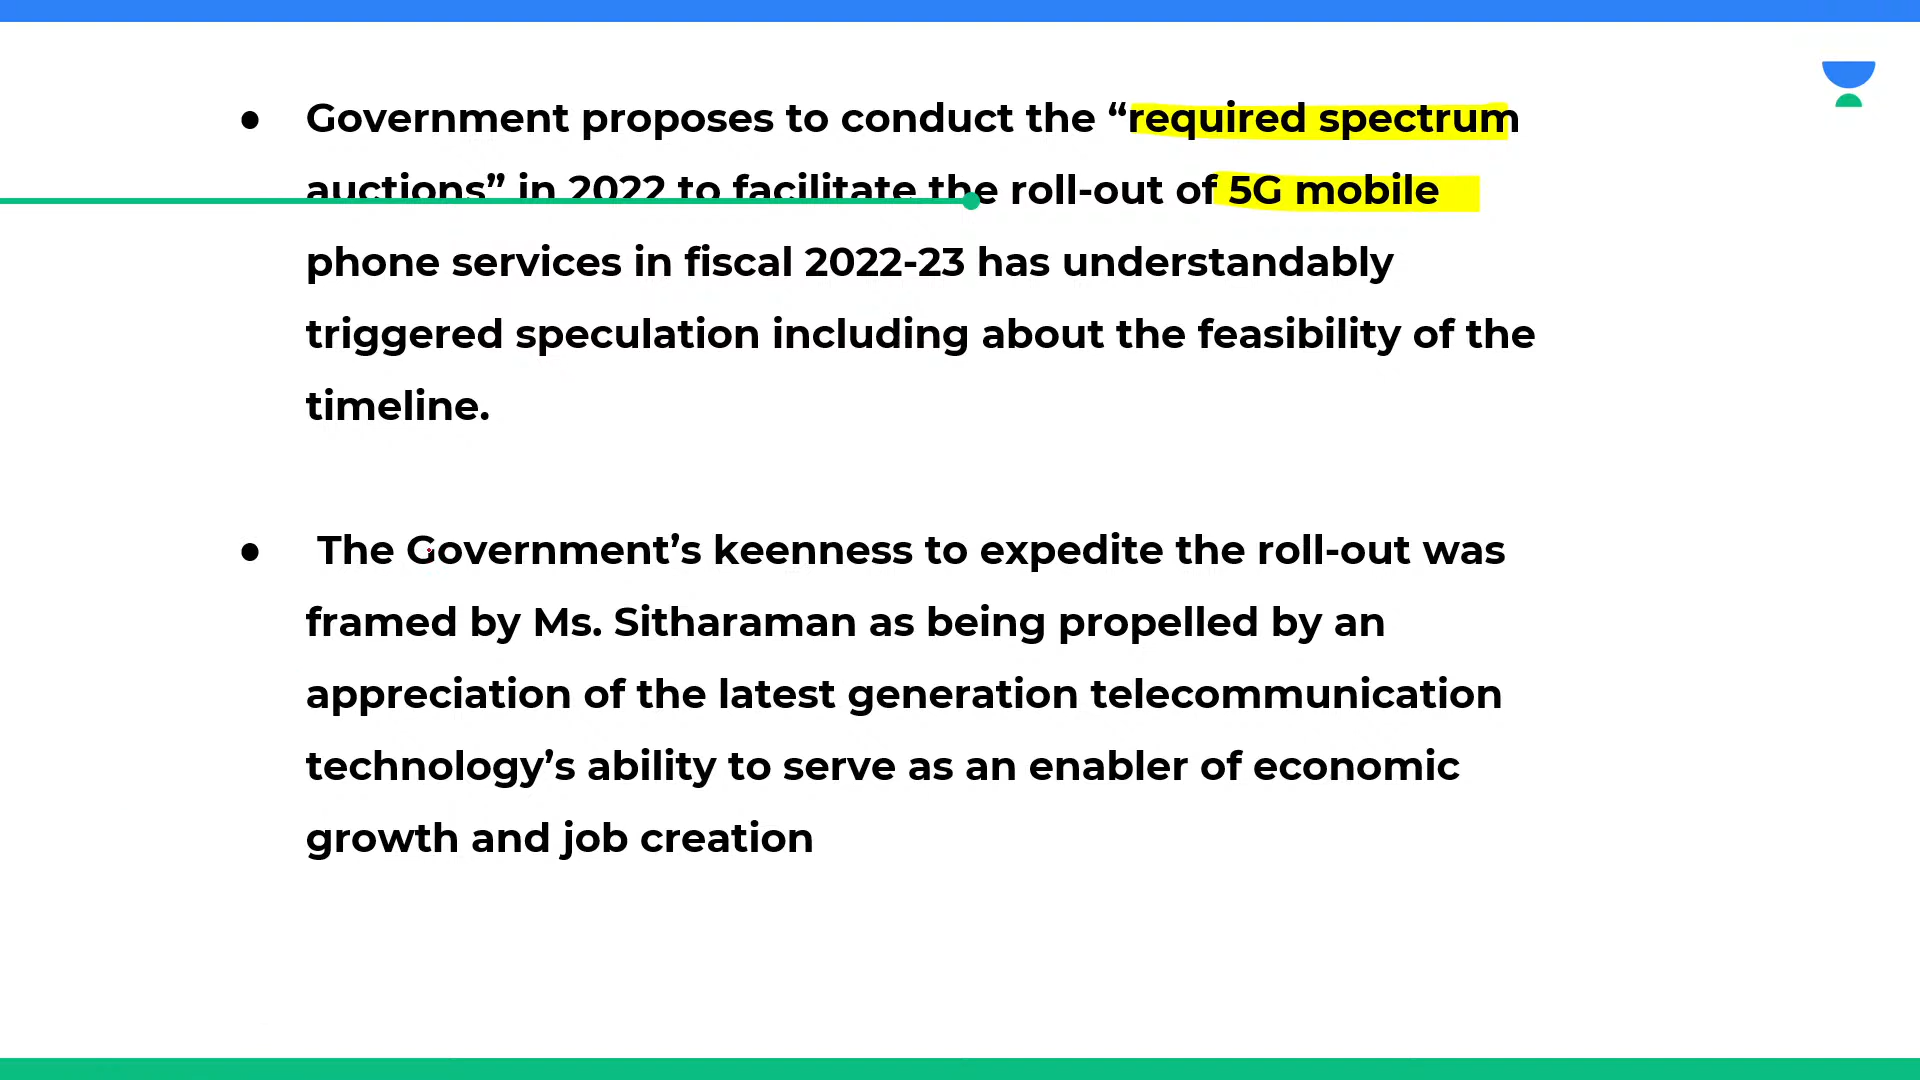 ● Government proposes to conduct the “required spectrum
auctions” in 2022 to facilitate the roll-out of 5G mobile
phone services in fiscal 2022-23 has understandably
triggered speculation including about the feasibility of the
timeline.
● The Government’s keenness to expedite the roll-out was
framed by Ms. Sitharaman as being propelled by an
appreciation of the latest generation telecommunication
technology’s ability to serve as an enabler of economic
growth and job creation